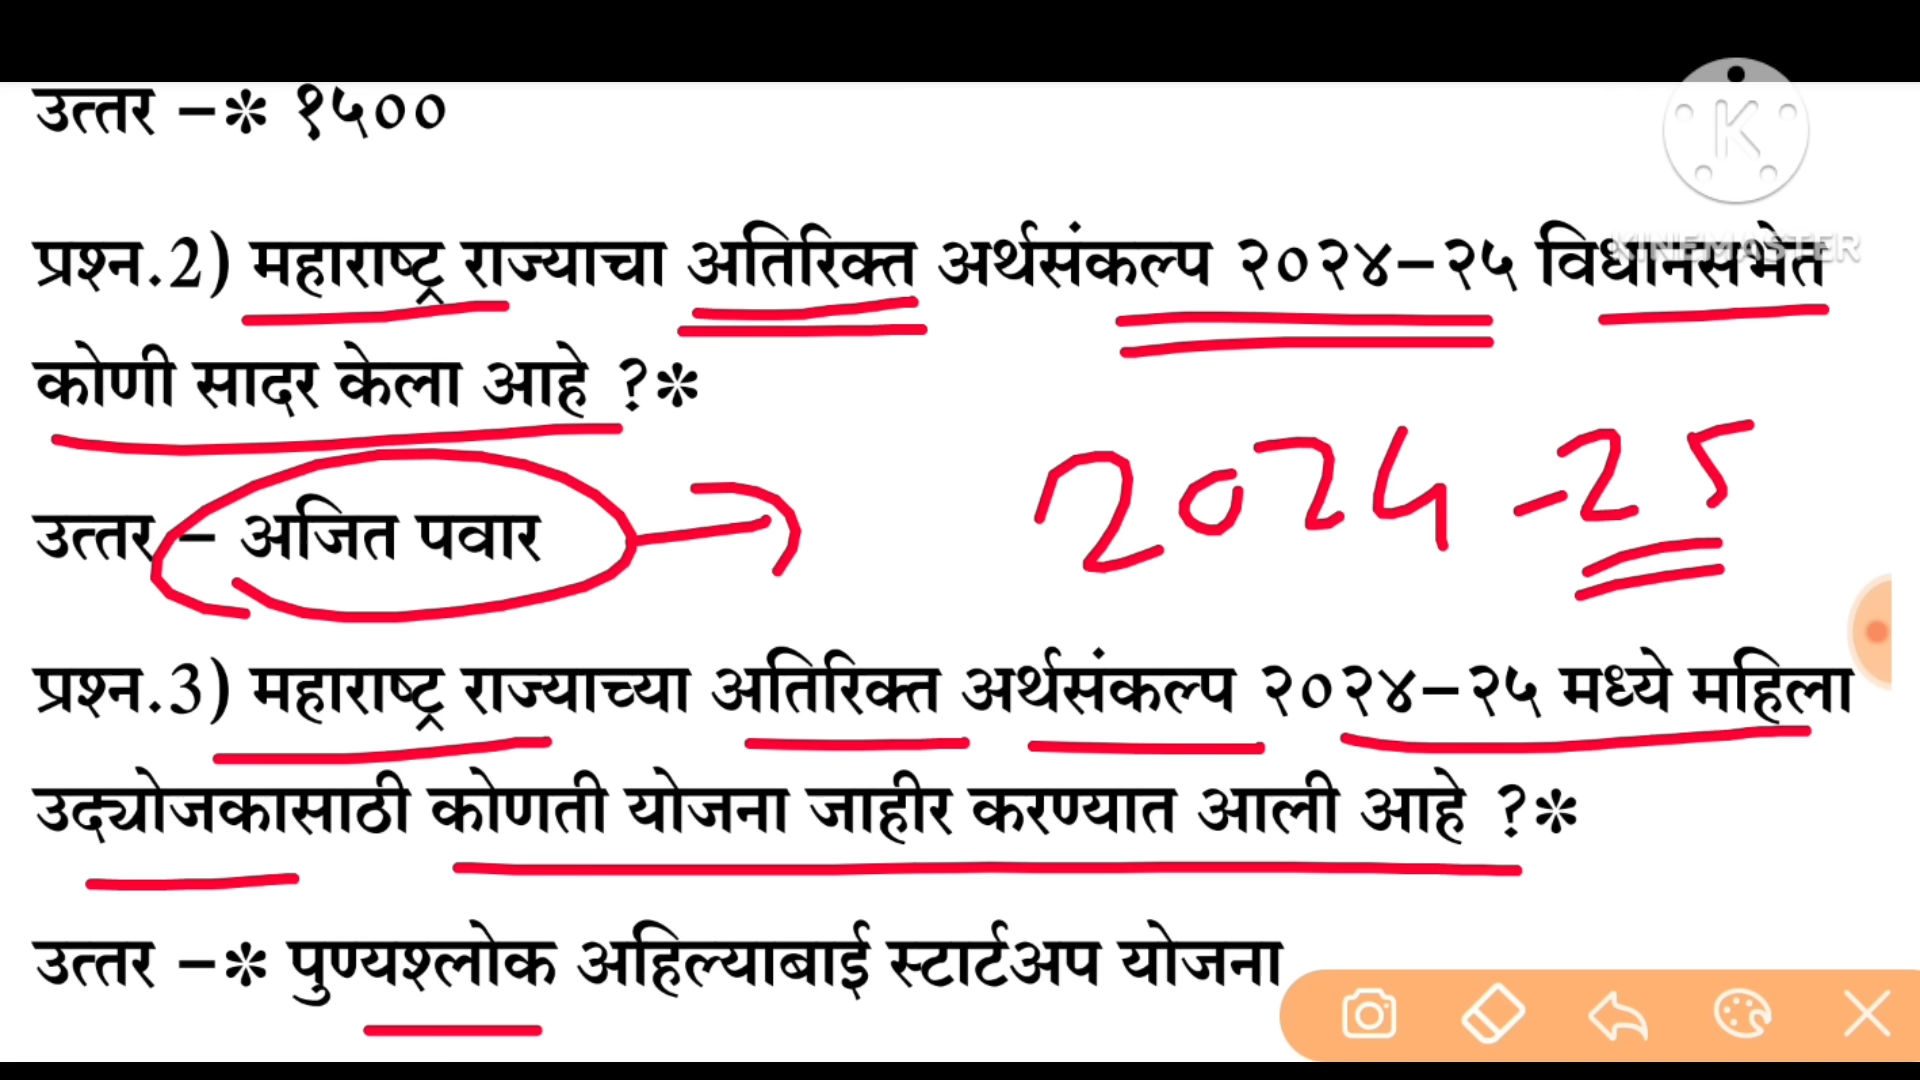 उत्तर -* १५००
K
KINEMASTER
प्रश्न.2) महाराष्ट्र राज्याचा अतिरिक्त अर्थसंकल्प २०२४-२५ विधानसभेत
कोणी सादर केला आहे ?*
2024-25
उत्तर - अजित पवार
प्रश्न.3) महाराष्ट्र राज्याच्या अतिरिक्त अर्थसंकल्प २०२४-२५ मध्ये महिला
उद्योजकासाठी कोणती योजना जाहीर करण्यात आली आहे ?*
उत्तर -* पुण्यश्लोक अहिल्याबाई स्टार्टअप योजना